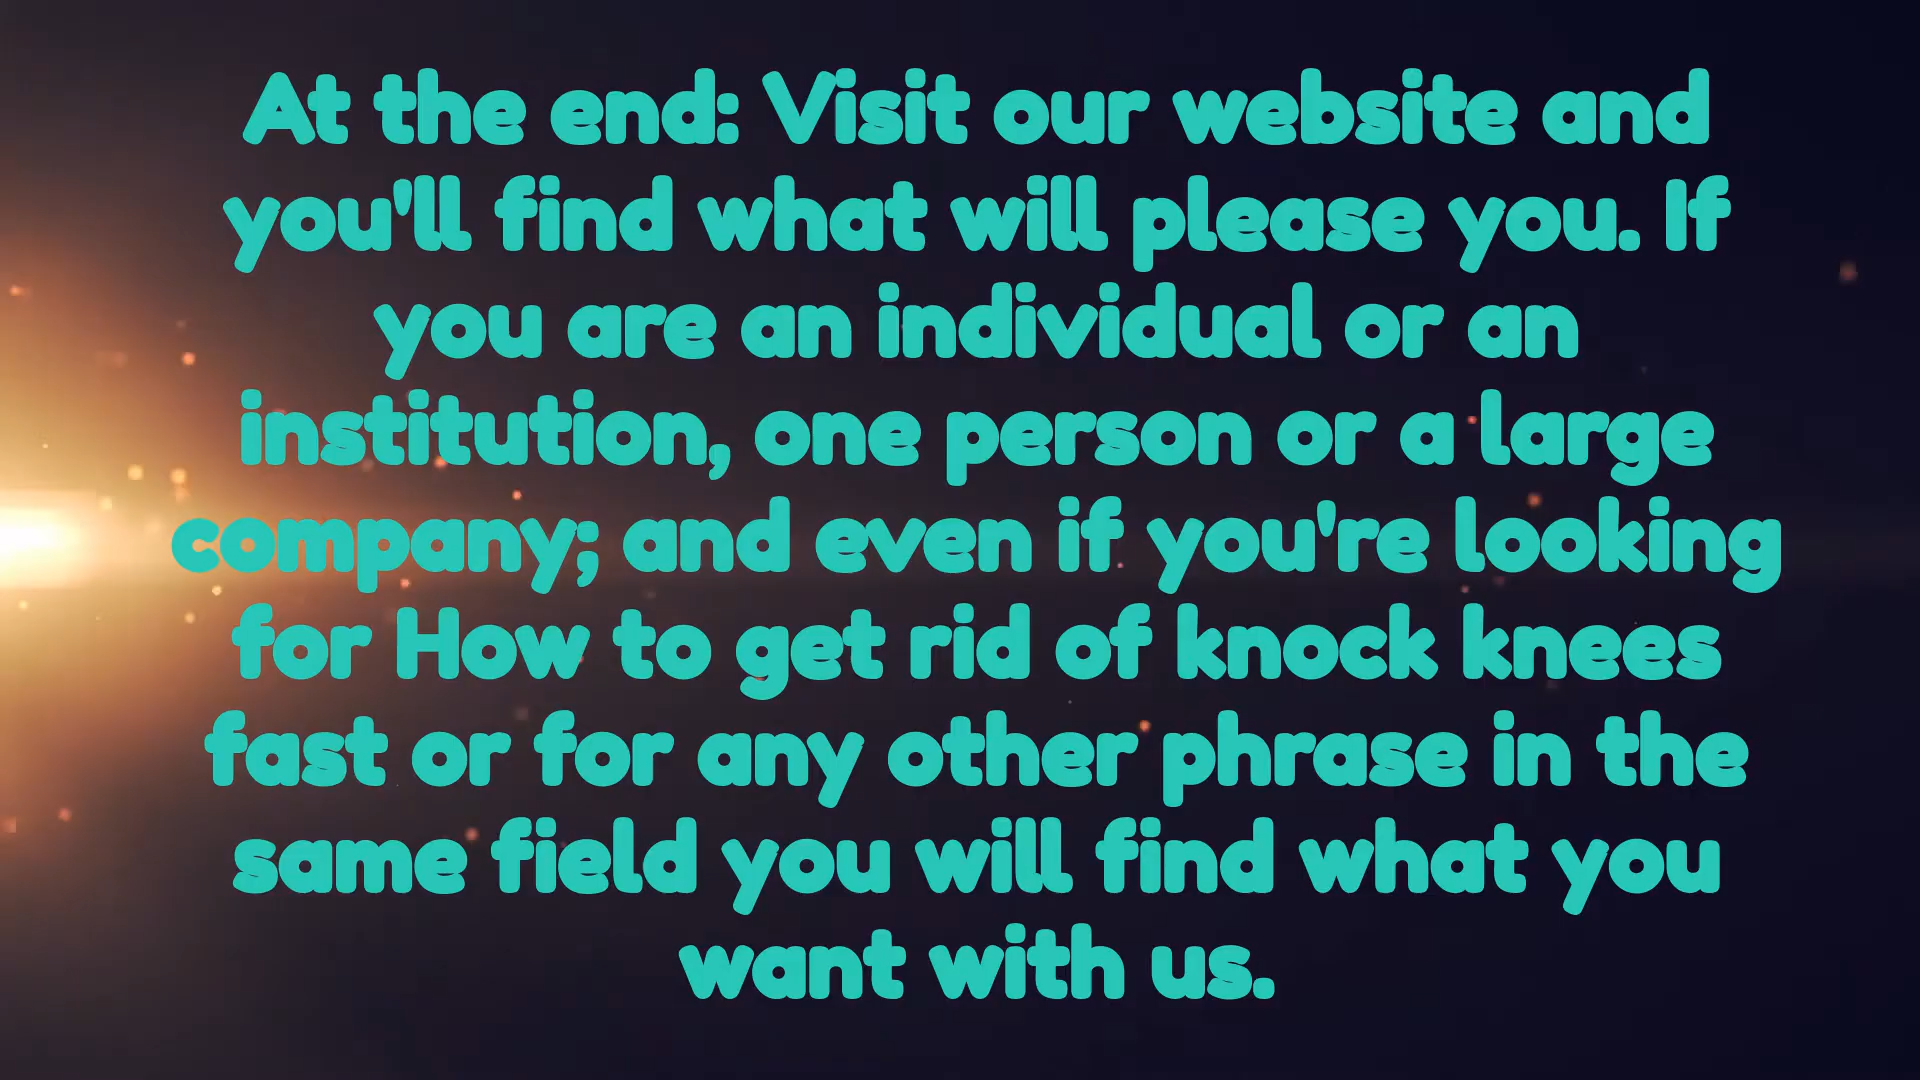 At the end: Visit our website and
you'll find what will please you. If
you are an individual or an
institution, one person or a large
company; and even if you're looking
for How to get rid of knock knees
fast or for any other phrase in the
same field you will find what you
want with us.